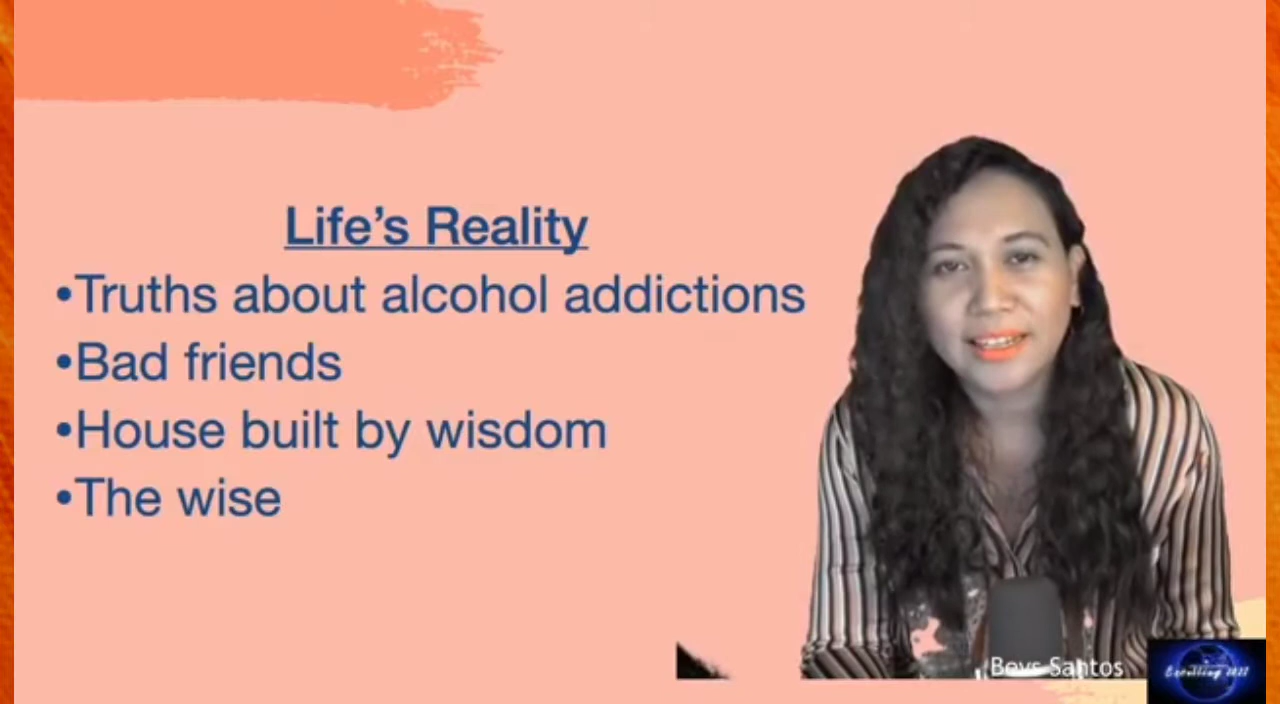 Life's Reality
•Truths about alcohol addictions
•Bad friends
•House built by wisdom
•The wise
Santos